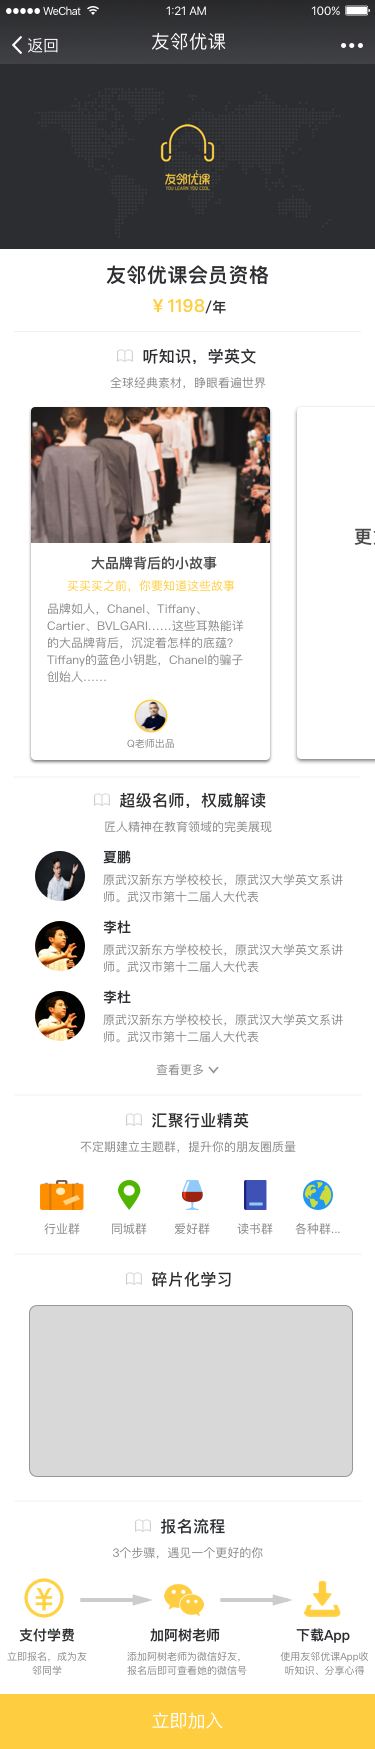 WeChat 1:21 AM 100%
返回 友邻优课
友邻优课
YOU LEARN YOU COOL
友邻优课会员资格
¥ 1198/年
听知识，学英文
全球经典素材，睁眼看遍世界
大品牌背后的小故事
买买买之前，你要知道这些故事
品牌如人，Chanel、Tiffany、
Cartier、BVLGARI……这些耳熟能详
的大品牌背后，沉淀着怎样的底蕴?
Tiffany的蓝色小钥匙，Chanel的骗子
创始人……
Q老师出品
超级名师，权威解读
匠人精神在教育领域的完美展现
夏鹏
原武汉新东方学校校长，原武汉大学英文系讲
师。武汉市第十二届人大代表
李杜
原武汉新东方学校校长，原武汉大学英文系讲
师。武汉市第十二届人大代表
李杜
原武汉新东方学校校长，原武汉大学英文系讲
师。武汉市第十二届人大代表
查看更多
汇聚行业精英
不定期建立主题群，提升你的朋友圈质量
行业群 同城群 爱好群 读书群 各种群...
碎片化学习
报名流程
3个步骤，遇见一个更好的你
支付学费
立即报名，成为友
邻同学
加阿树老师
添加阿树老师为微信好友，
报名后即可查看她的微信号
下载App
使用友邻优课App收
听知识、分享心得
立即加入